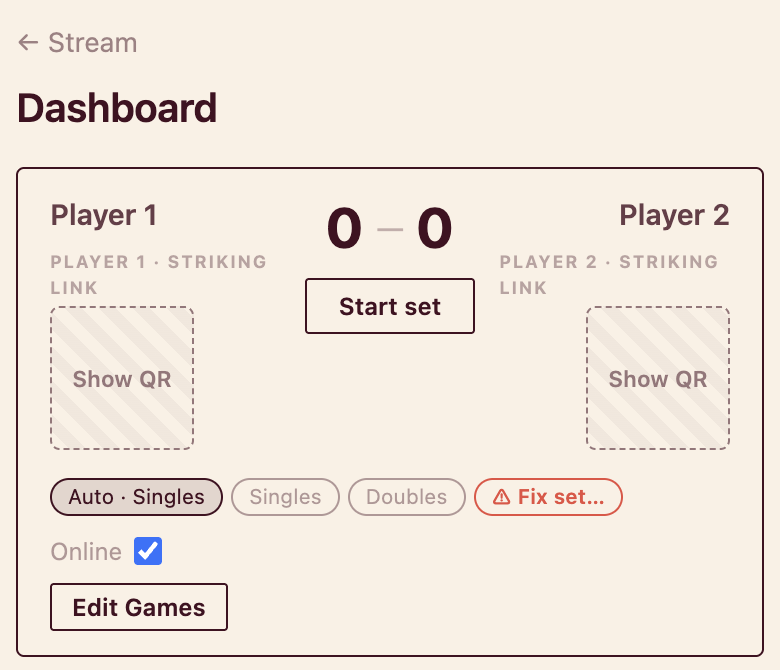 ← Stream
Dashboard
Player 1
0 – 0
Player 2
PLAYER 1 · STRIKING
LINK
PLAYER 2 · STRIKING
LINK
Start set
Show QR
Show QR
Auto · Singles
Singles
Doubles
Fix set...
Online
Edit Games